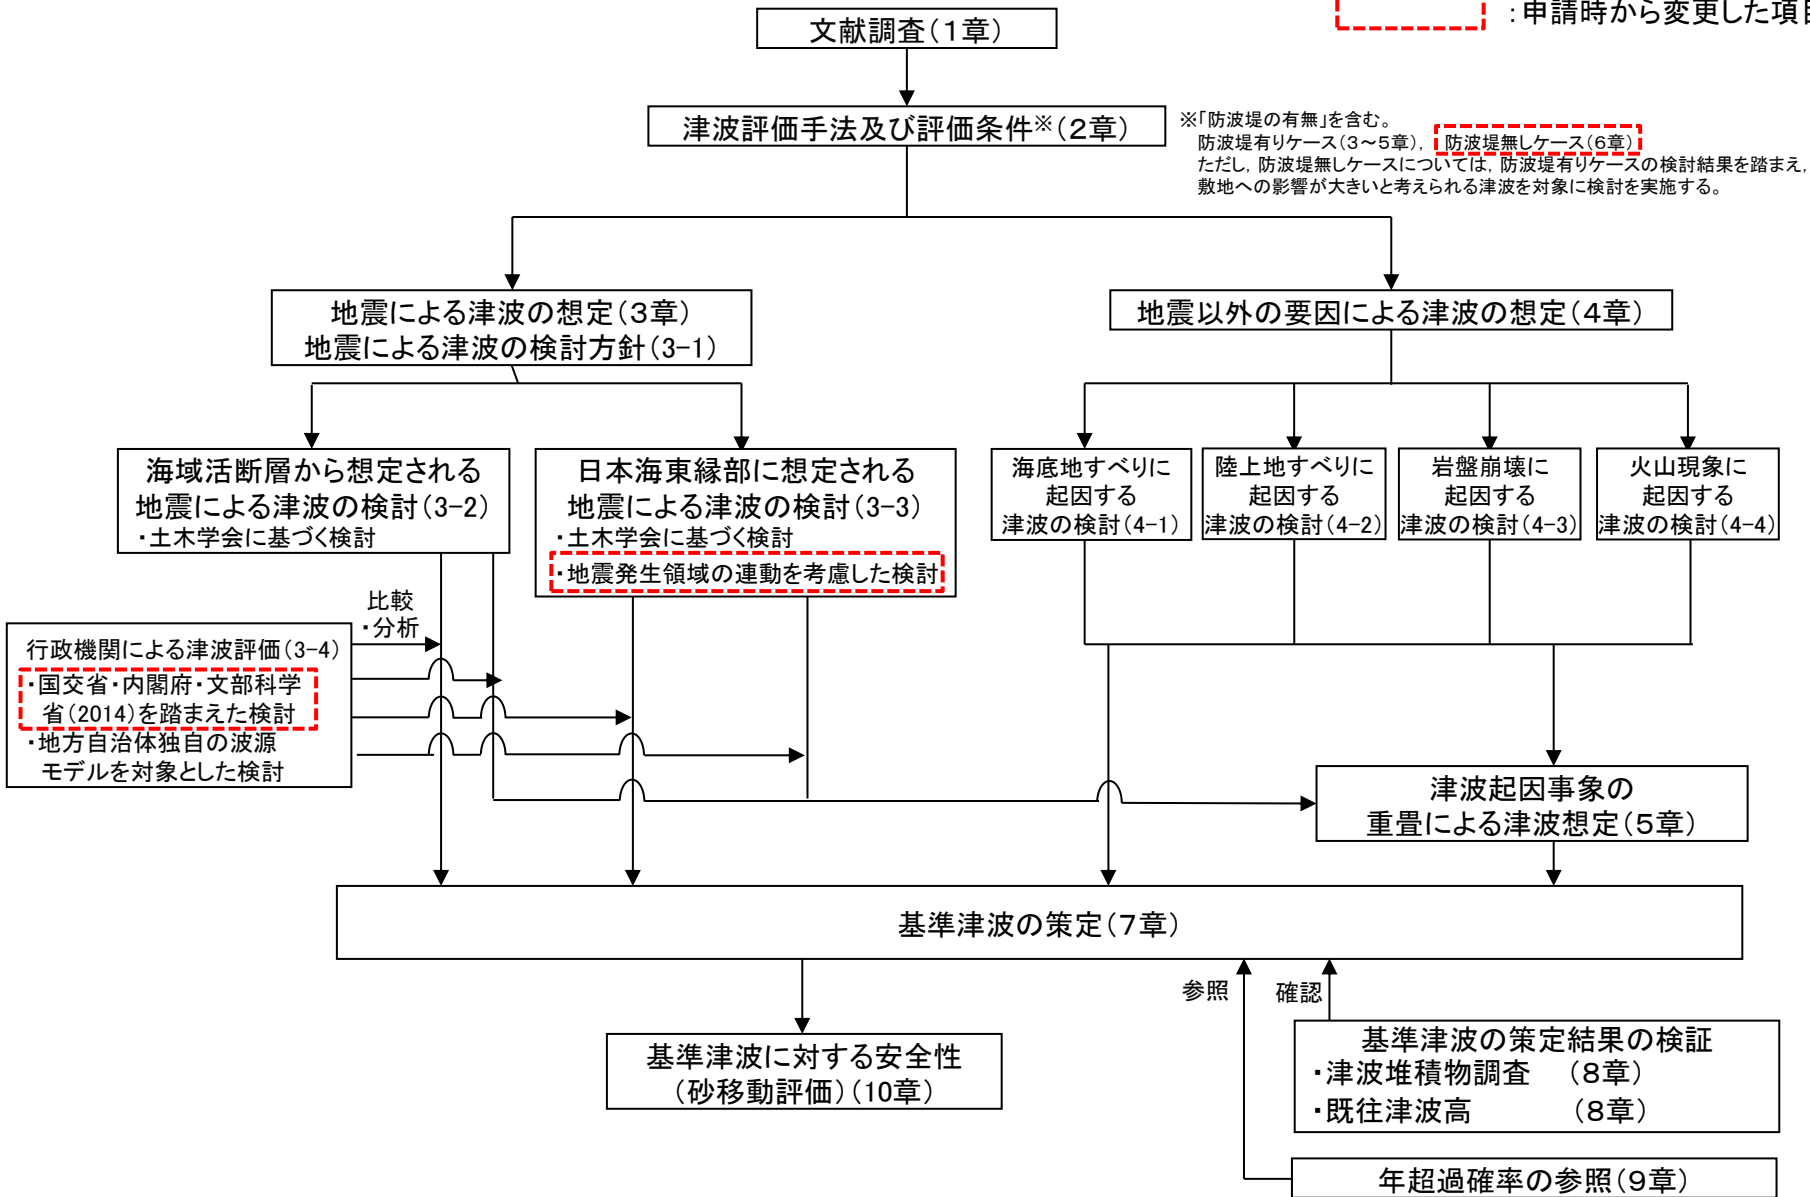 :申請時から変更した項目
文献調査(1章)
津波評価手法及び評価条件※(2章)
※「防波堤の有無」を含む。
防波堤有りケース(3～5章), 防波堤無しケース(6章)
ただし, 防波堤無しケースについては, 防波堤有りケースの検討結果を踏まえ,
敷地への影響が大きいと考えられる津波を対象に検討を実施する。
地震による津波の想定(3章)
地震による津波の検討方針(3-1)
地震以外の要因による津波の想定(4章)
海域活断層から想定される
地震による津波の検討(3-2)
・土木学会に基づく検討
日本海東縁部に想定される
地震による津波の検討(3-3)
・土木学会に基づく検討
・地震発生領域の連動を考慮した検討
海底地すべりに
起因する
津波の検討(4-1)
陸上地すべりに
起因する
津波の検討(4-2)
岩盤崩壊に
起因する
津波の検討(4-3)
火山現象に
起因する
津波の検討(4-4)
比較
・分析
行政機関による津波評価(3-4)
・国交省・内閣府・文部科学
省(2014)を踏まえた検討
・地方自治体独自の波源
モデルを対象とした検討
津波起因事象の
重畳による津波想定(5章)
基準津波の策定(7章)
参照
確認
基準津波に対する安全性
(砂移動評価)(10章)
基準津波の策定結果の検証
・津波堆積物調査 (8章)
・既往津波高 (8章)
年超過確率の参照(9章)